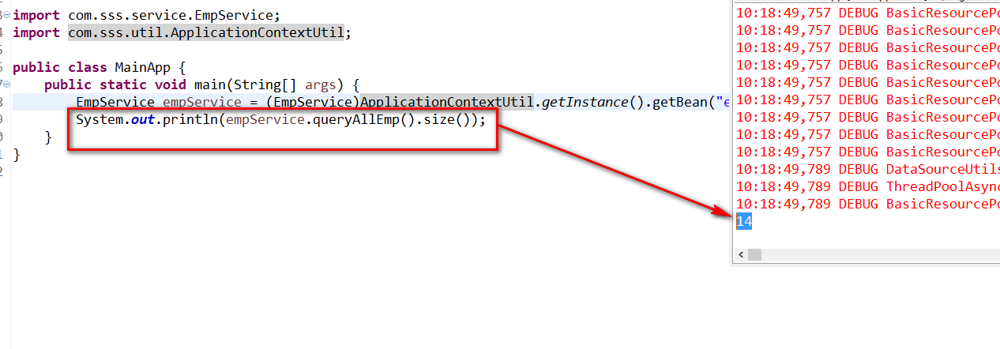 import com.sss.service.EmpService;
import com.sss.util.ApplicationContextUtil;
public class MainApp {
public static void main(String[] args) {
EmpService empService = (EmpService)ApplicationContextUtil.getInstance().getBean("e
System.out.println(empService.queryAllEmp().size());
}
}
10:18:49,757 DEBUG BasicResourcePo
10:18:49,757 DEBUG BasicResourcePo
10:18:49,757 DEBUG BasicResourcePo
10:18:49,757 DEBUG BasicResourcePo
10:18:49,757 DEBUG BasicResourcePo
10:18:49,757 DEBUG BasicResourcePo
10:18:49,757 DEBUG BasicResourcePo
10:18:49,757 DEBUG BasicResourcePo
10:18:49,757 DEBUG BasicResourcePo
10:18:49,789 DEBUG DataSourceUtils
10:18:49,789 DEBUG ThreadPoolAsync
10:18:49,789 DEBUG BasicResourcePo
14